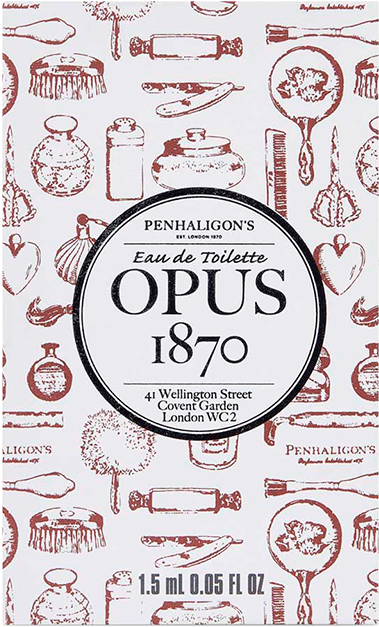 PENHALIGON'S
EST. LONDON 1870
Eau de Toilette
OPUS
1870
41 Wellington Street
Covent Garden
London WC2
PENHALIGON'S
PENHALIGON'S
1.5 mL 0.05 FL OZ